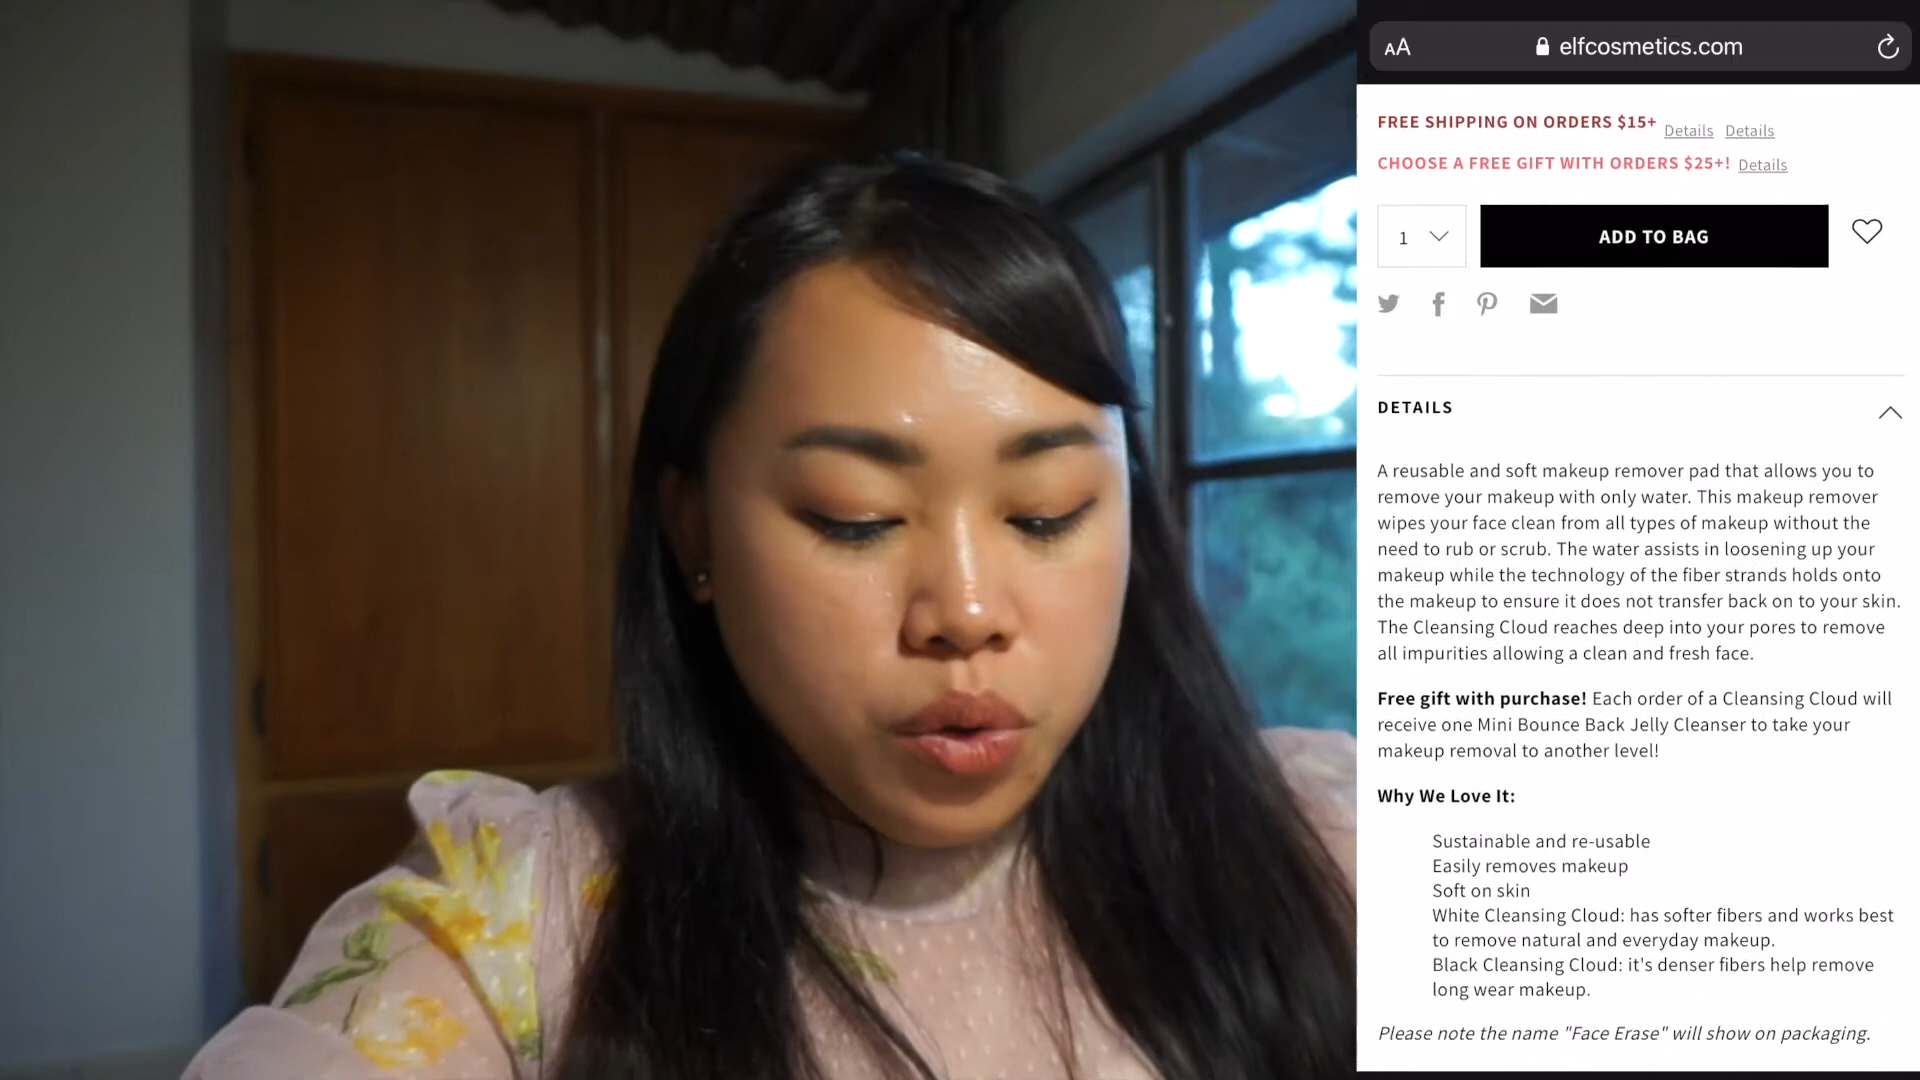 AA elfcosmetics.com
FREE SHIPPING ON ORDERS $15+ Details Details
CHOOSE A FREE GIFT WITH ORDERS $25+! Details
1 ADD TO BAG
DETAILS
A reusable and soft makeup remover pad that allows you to
remove your makeup with only water. This makeup remover
wipes your face clean from all types of makeup without the
need to rub or scrub. The water assists in loosening up your
makeup while the technology of the fiber strands holds onto
the makeup to ensure it does not transfer back on to your skin.
The Cleansing Cloud reaches deep into your pores to remove
all impurities allowing a clean and fresh face.
Free gift with purchase! Each order of a Cleansing Cloud will
receive one Mini Bounce Back Jelly Cleanser to take your
makeup removal to another level!
Why We Love It:
Sustainable and re-usable
Easily removes makeup
Soft on skin
White Cleansing Cloud: has softer fibers and works best
to remove natural and everyday makeup.
Black Cleansing Cloud: it's denser fibers help remove
long wear makeup.
Please note the name "Face Erase" will show on packaging.